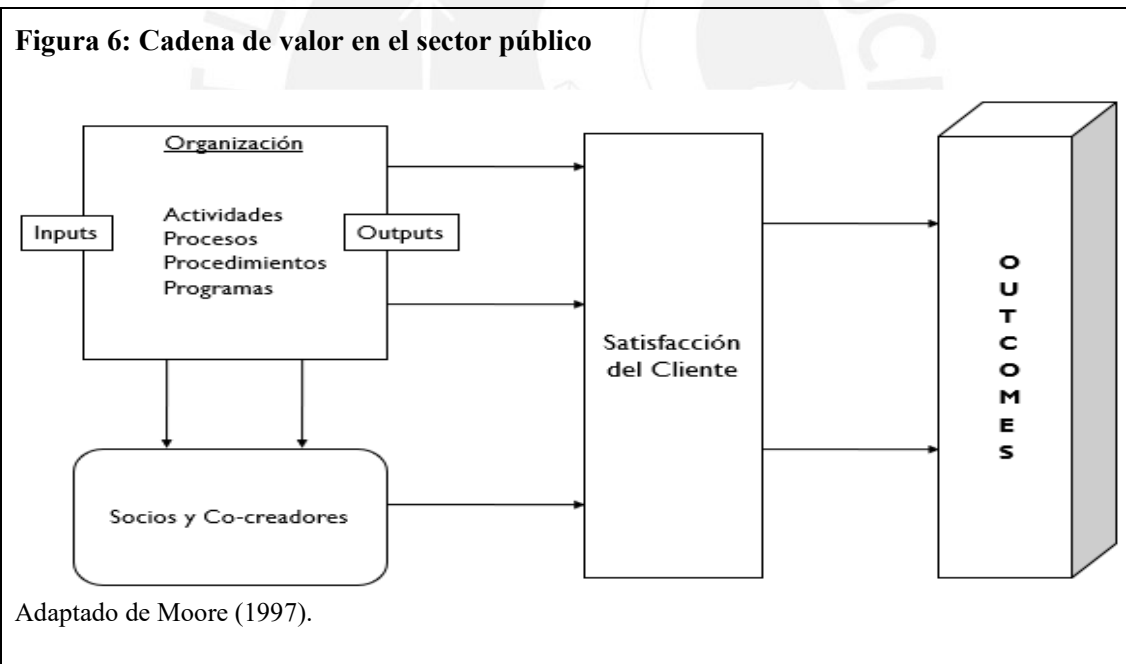 Figura 6: Cadena de valor en el sector público
Organización
Actividades
Procesos
Procedimientos
Programas
Inputs
Outputs
Socios y Co-creadores
Satisfacción
del Cliente
O
U
T
C
O
M
E
S
Adaptado de Moore (1997).